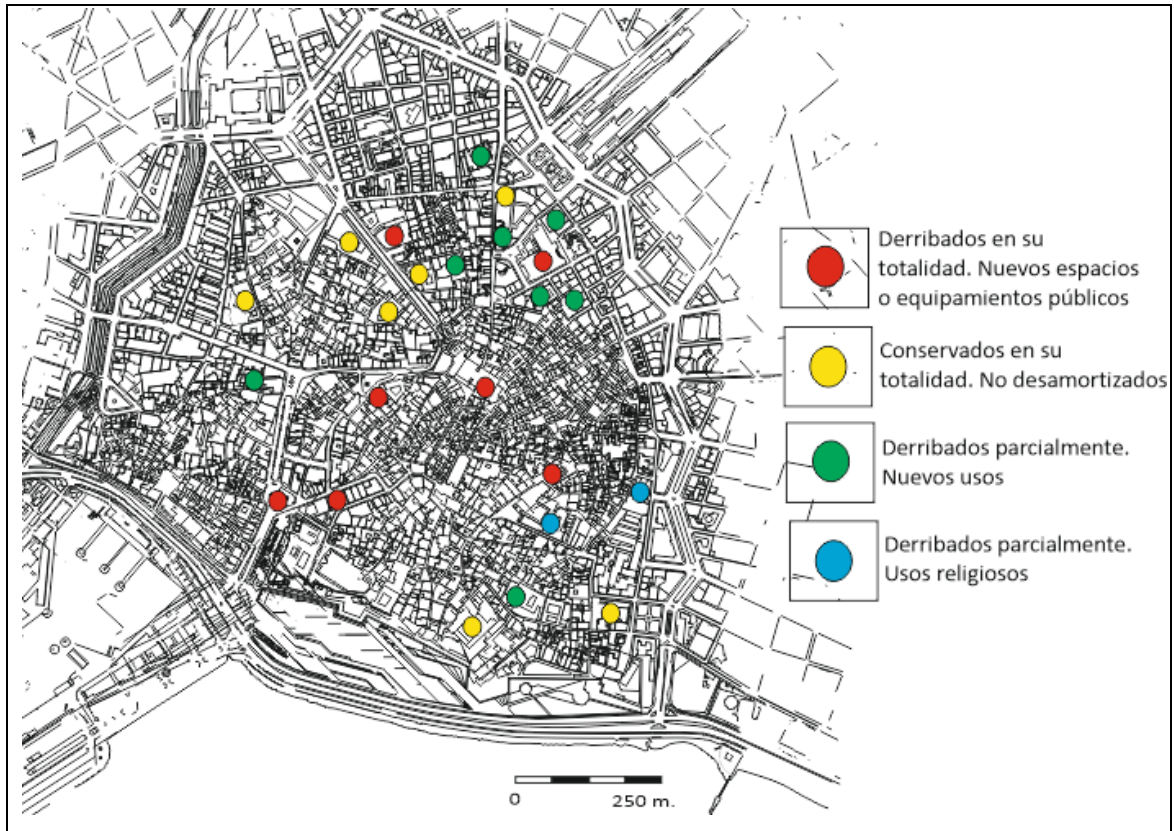 Derribados en su
totalidad. Nuevos espacios
o equipamientos públicos
Conservados en su
totalidad. No desamortizados
Derribados parcialmente.
Nuevos usos
Derribados parcialmente.
Usos religiosos
0 250 m.